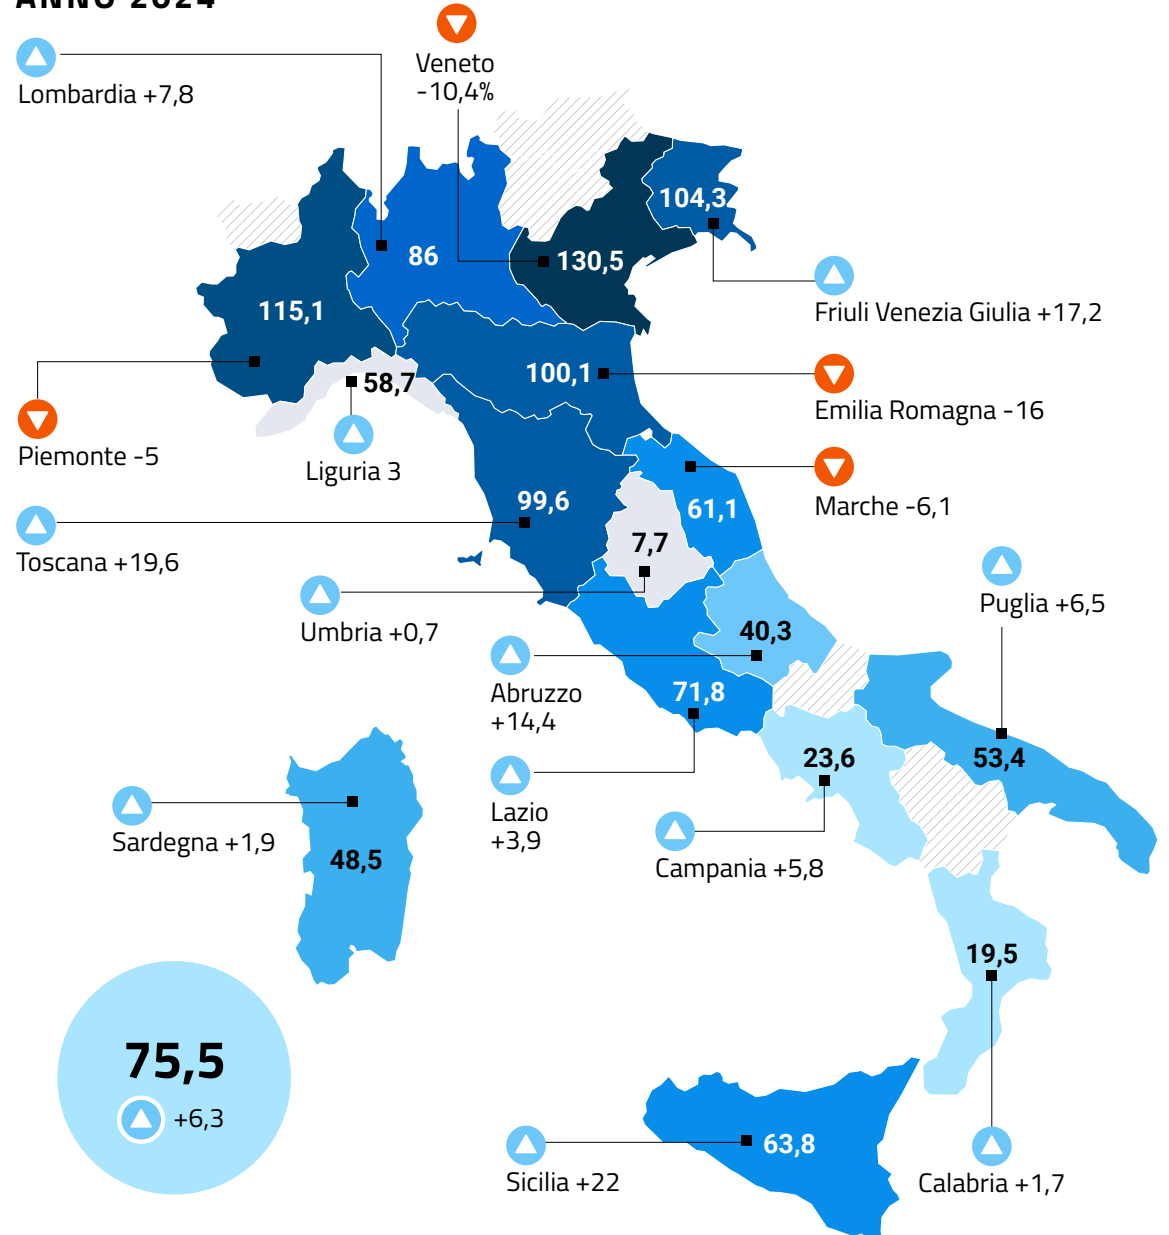 ANNO 2024
Veneto
-10,4%
Lombardia +7,8
104,3
86
130,5
Friuli Venezia Giulia +17,2
115,1
100,1
58,7
Emilia Romagna -16
Piemonte -5
Liguria 3
Marche -6,1
99,6
61,1
Toscana +19,6
7,7
Puglia +6,5
Umbria +0,7
40,3
Abruzzo
+14,4
71,8
23,6
53,4
Lazio
+3,9
Sardegna +1,9
48,5
Campania +5,8
19,5
75,5
+6,3
63,8
Sicilia +22
Calabria +1,7